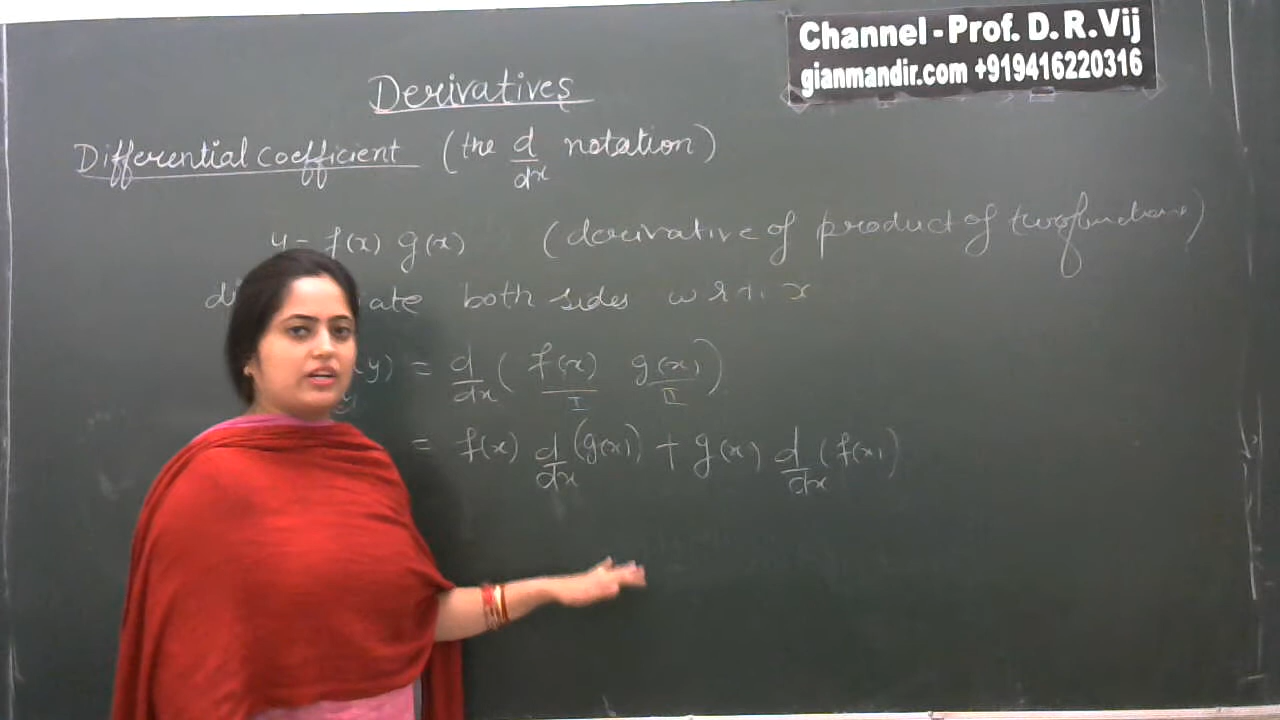 Channel - Prof. D. R. Vij
gianmandir.com +919416220316
Derivatives
Differential coefficient (the d/dx notation)
y = f(x) g(x) (derivative of product of two functions)
both sides w.r.t. x
y) = d/dx ( f(x) g(x) )
I II
= f(x) d/dx (g(x)) + g(x) d/dx (f(x))